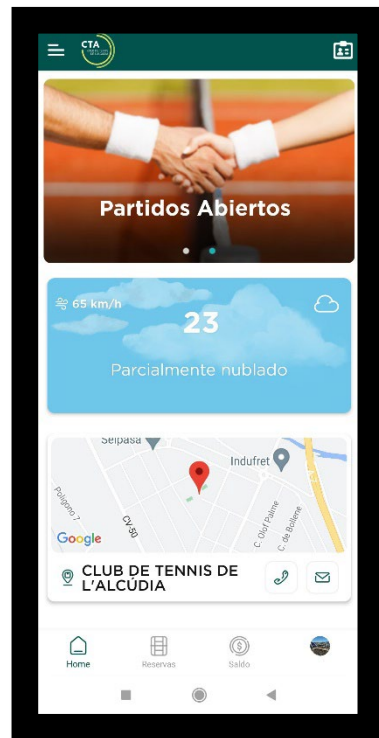 CTA
Partidos Abiertos
65 km/h
23
Parcialmente nublado
Seipasa
Indufret
Polígono 7
CV-50
C. Olof Palme
C. de Bollene
Google
CLUB DE TENNIS DE
L'ALCÚDIA
Home
Reservas
Saldo